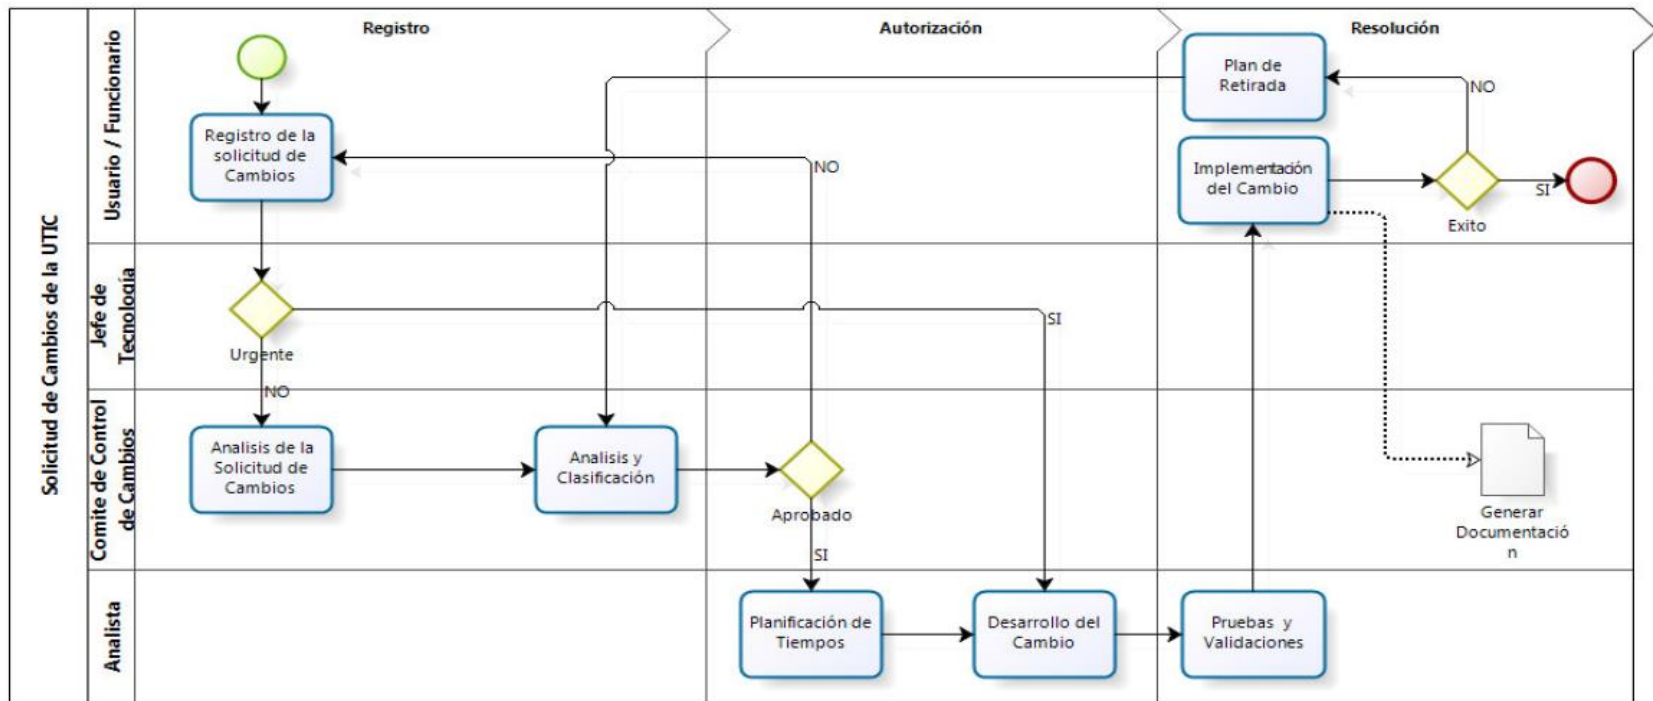 Solicitud de Cambios de la UTIC
Registro
Autorización
Resolución
Usuario / Funcionario
Registro de la
solicitud de
Cambios
NO
Plan de
Retirada
NO
Implementación
del Cambio
SI
Exito
Jefe de
Tecnología
Urgente
SI
NO
Comite de Control
de Cambios
Analisis de la
Solicitud de
Cambios
Analisis y
Clasificación
Aprobado
SI
Generar
Documentació
n
Analista
Planificación de
Tiempos
Desarrollo del
Cambio
Pruebas y
Validaciones